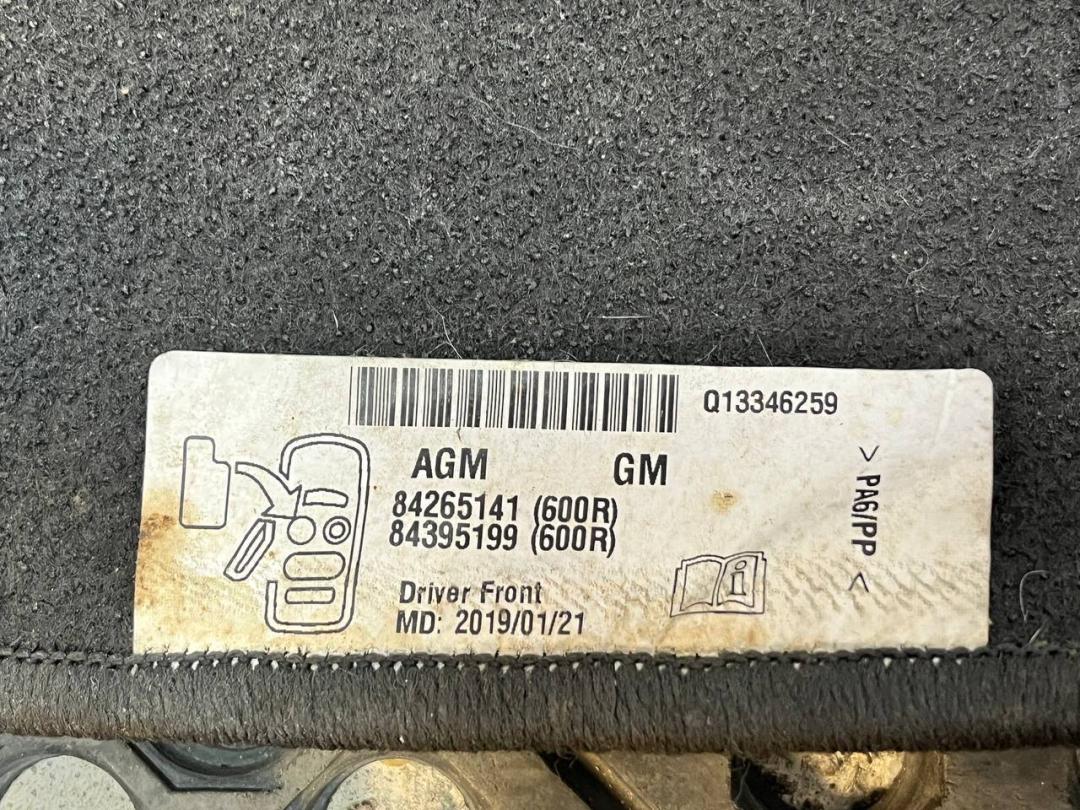 Q13346259
AGM GM
84265141 (600R)
84395199 (600R)
Driver Front
MD: 2019/01/21
i
> PA6/PP <